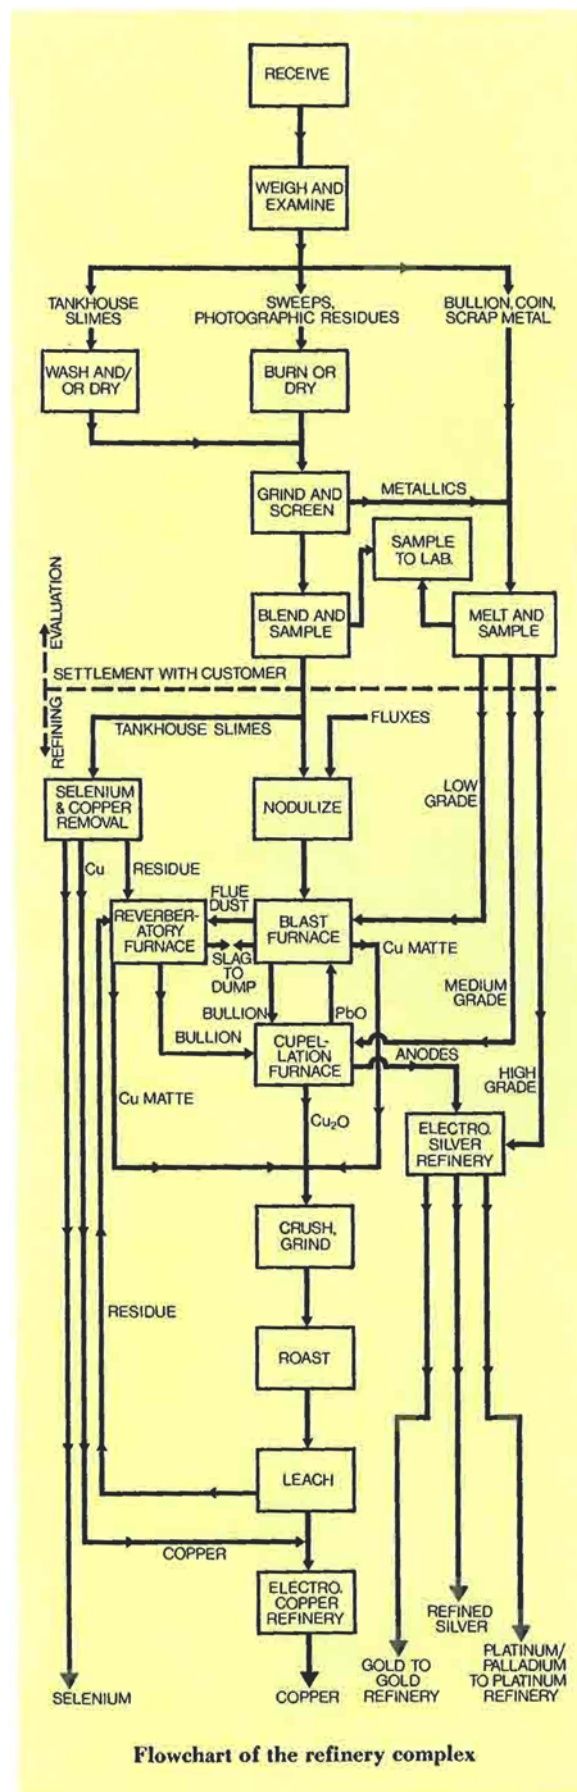 RECEIVE
WEIGH AND
EXAMINE
TANKHOUSE
SLIMES
SWEEPS,
PHOTOGRAPHIC RESIDUES
BULLION, COIN,
SCRAP METAL
WASH AND/
OR DRY
BURN OR
DRY
GRIND AND
SCREEN
METALLICS
SAMPLE
TO LAB.
BLEND AND
SAMPLE
MELT AND
SAMPLE
EVALUATION
SETTLEMENT WITH CUSTOMER
REFINING
TANKHOUSE SLIMES
FLUXES
SELENIUM
& COPPER
REMOVAL
NODULIZE
LOW
GRADE
Cu
RESIDUE
FLUE
DUST
REVERBER-
ATORY
FURNACE
BLAST
FURNACE
Cu MATTE
SLAG
TO
DUMP
MEDIUM
GRADE
BULLION
PbO
BULLION
CUPEL-
LATION
FURNACE
ANODES
HIGH
GRADE
Cu MATTE
Cu₂O
ELECTRO.
SILVER
REFINERY
CRUSH,
GRIND
RESIDUE
ROAST
LEACH
COPPER
ELECTRO.
COPPER
REFINERY
REFINED
SILVER
SELENIUM
COPPER
GOLD TO
GOLD
REFINERY
PLATINUM/
PALLADIUM
TO PLATINUM
REFINERY
Flowchart of the refinery complex